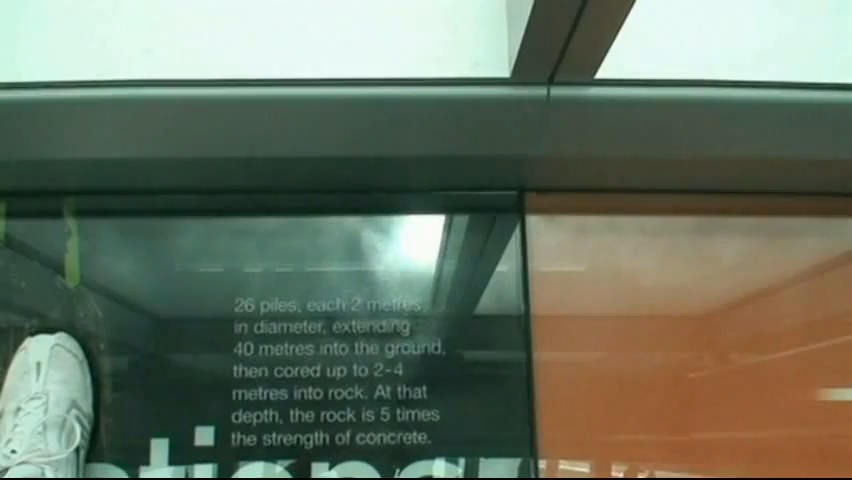 26 piles, each 2 metres
in diameter, extending
40 metres into the ground,
then cored up to 2-4
metres into rock. At that
depth, the rock is 5 times
the strength of concrete.